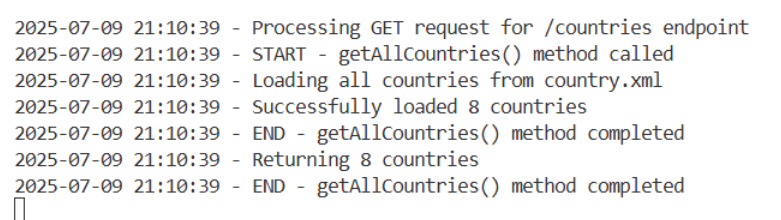 2025-07-09 21:10:39 - Processing GET request for /countries endpoint
2025-07-09 21:10:39 - START - getAllCountries() method called
2025-07-09 21:10:39 - Loading all countries from country.xml
2025-07-09 21:10:39 - Successfully loaded 8 countries
2025-07-09 21:10:39 - END - getAllCountries() method completed
2025-07-09 21:10:39 - Returning 8 countries
2025-07-09 21:10:39 - END - getAllCountries() method completed